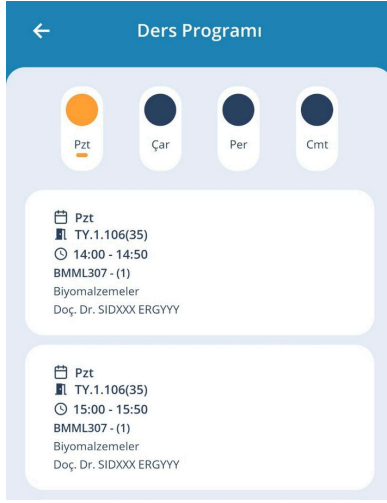 Ders Programı
Pzt Çar Per Cmt
Pzt
TY.1.106(35)
14:00 - 14:50
BMML307 - (1)
Biyomalzemeler
Doç. Dr. SIDXXX ERGYYY
Pzt
TY.1.106(35)
15:00 - 15:50
BMML307 - (1)
Biyomalzemeler
Doç. Dr. SIDXXX ERGYYY